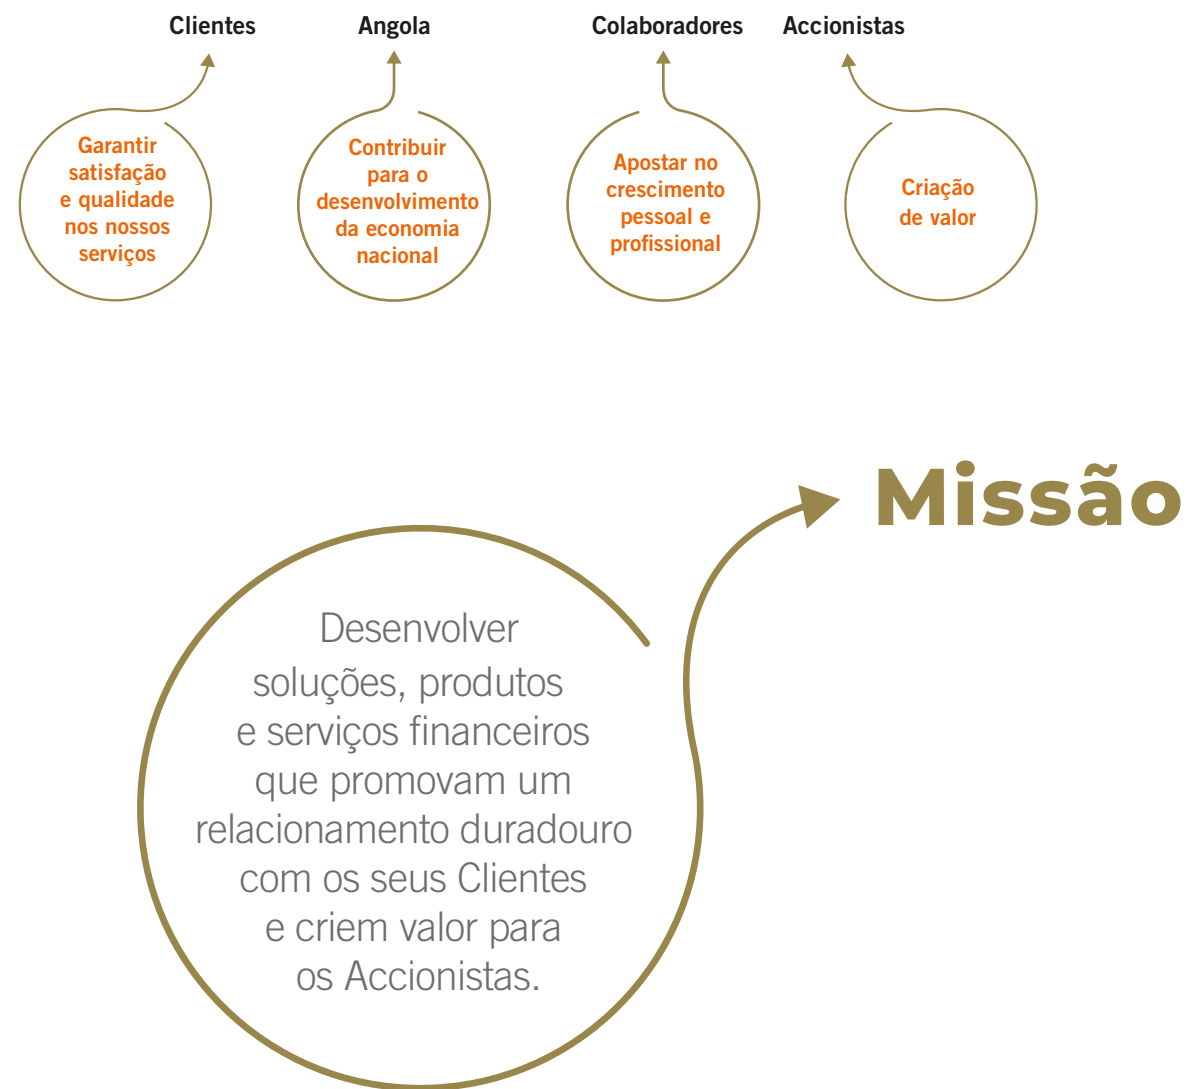 Clientes
Angola
Colaboradores
Accionistas
Garantir
satisfação
e qualidade
nos nossos
serviços
Contribuir
para o
desenvolvimento
da economia
nacional
Apostar no
crescimento
pessoal e
profissional
Criação
de valor
Missão
Desenvolver
soluções, produtos
e serviços financeiros
que promovam um
relacionamento duradouro
com os seus Clientes
e criem valor para
os Accionistas.